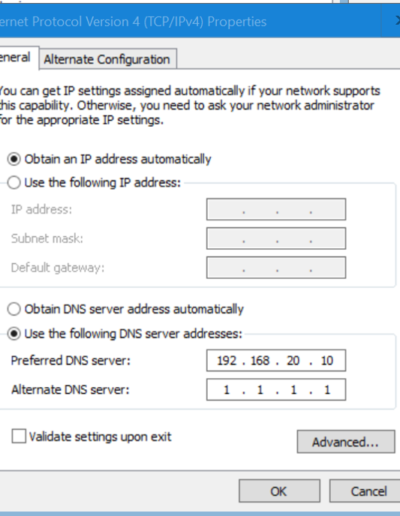 ernet Protocol Version 4 (TCP/IPv4) Properties
eneral
Alternate Configuration
You can get IP settings assigned automatically if your network supports
this capability. Otherwise, you need to ask your network administrator
for the appropriate IP settings.
Obtain an IP address automatically
Use the following IP address:
IP address: . . .
Subnet mask: . . .
Default gateway: . . .
Obtain DNS server address automatically
Use the following DNS server addresses:
Preferred DNS server: 192 . 168 . 20 . 10
Alternate DNS server: 1 . 1 . 1 . 1
Validate settings upon exit
Advanced...
OK Cancel